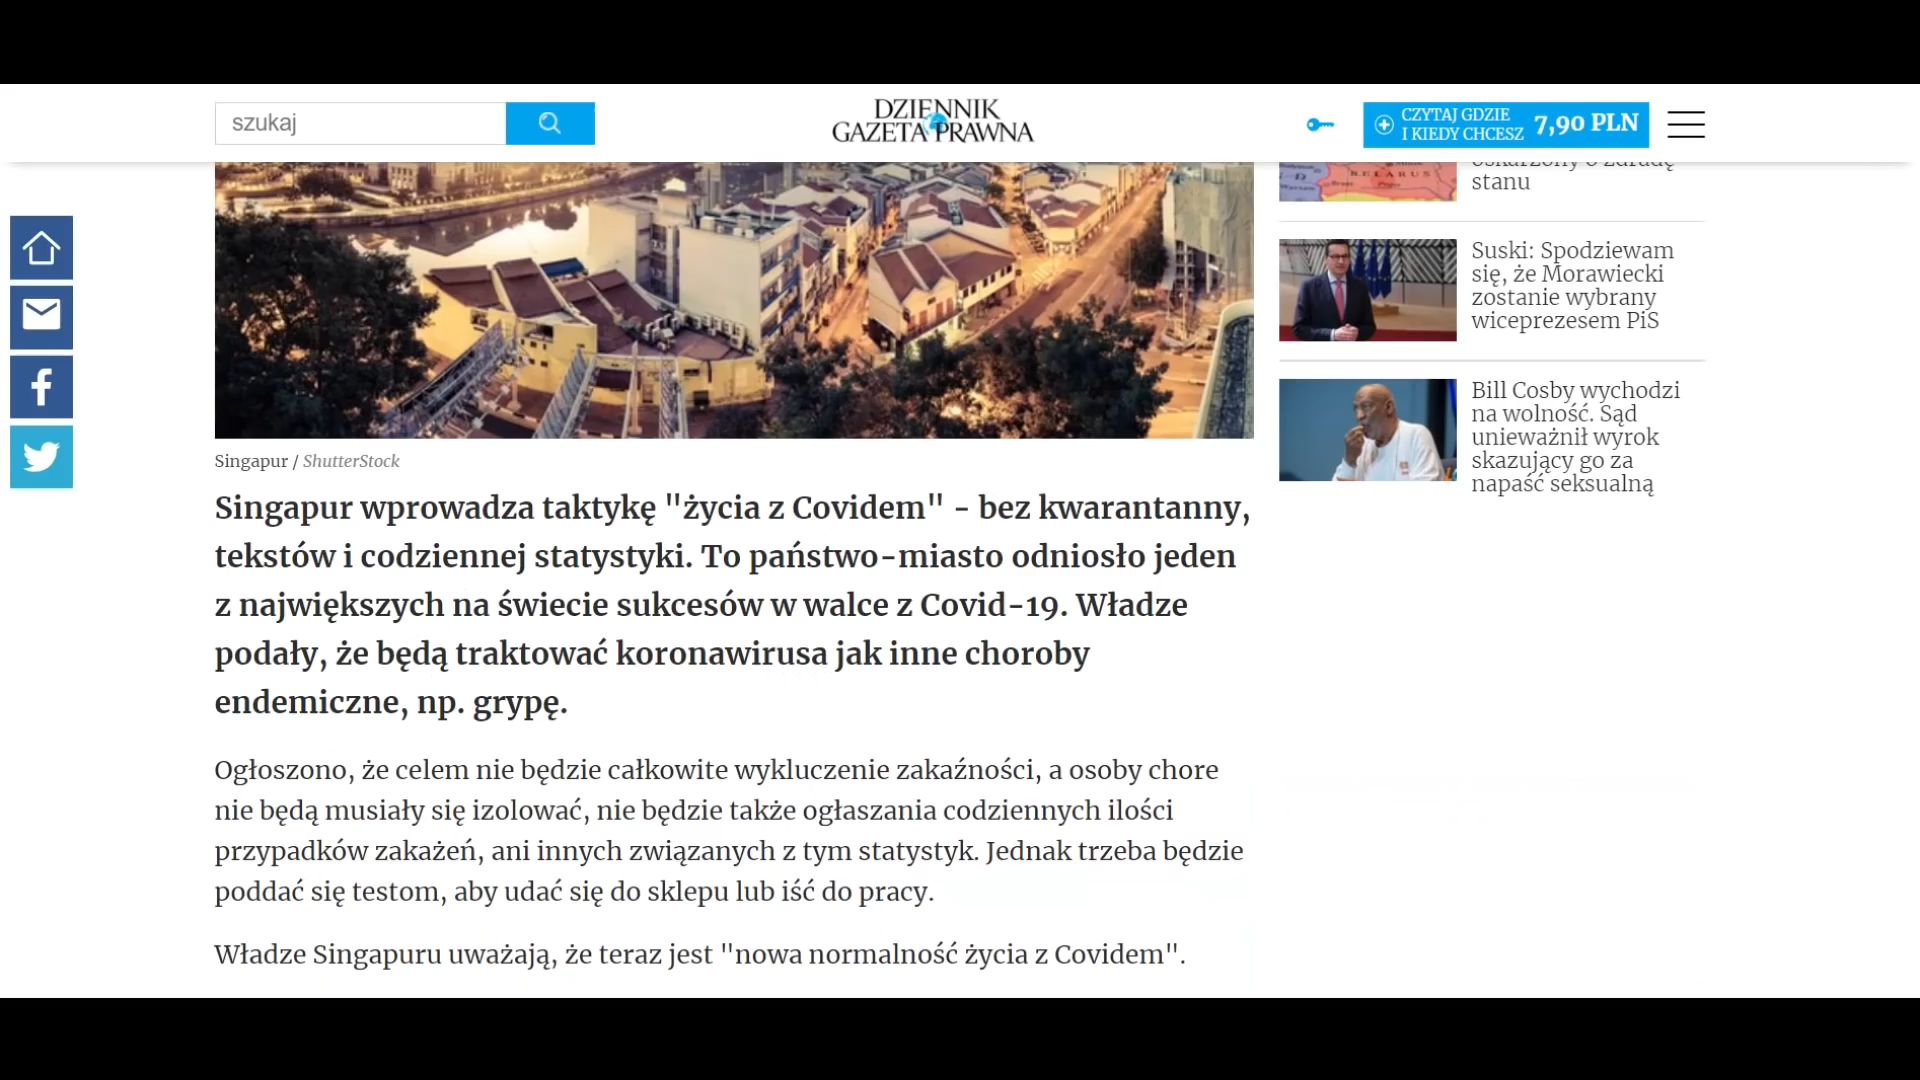 szukaj
DZIENNIK
GAZETA PRAWNA
CZYTAJ GDZIE
I KIEDY CHCESZ
7,90 PLN
oskarżony o zdradę
stanu
BELARUS
Suski: Spodziewam
się, że Morawiecki
zostanie wybrany
wiceprezesem PiS
Bill Cosby wychodzi
na wolność. Sąd
unieważnił wyrok
skazujący go za
napaść seksualną
Singapur / ShutterStock
Singapur wprowadza taktykę "życia z Covidem" - bez kwarantanny,
tekstów i codziennej statystyki. To państwo-miasto odniosło jeden
z największych na świecie sukcesów w walce z Covid-19. Władze
podały, że będą traktować koronawirusa jak inne choroby
endemiczne, np. grypę.
Ogłoszono, że celem nie będzie całkowite wykluczenie zakaźności, a osoby chore
nie będą musiały się izolować, nie będzie także ogłaszania codziennych ilości
przypadków zakażeń, ani innych związanych z tym statystyk. Jednak trzeba będzie
poddać się testom, aby udać się do sklepu lub iść do pracy.
Władze Singapuru uważają, że teraz jest "nowa normalność życia z Covidem".